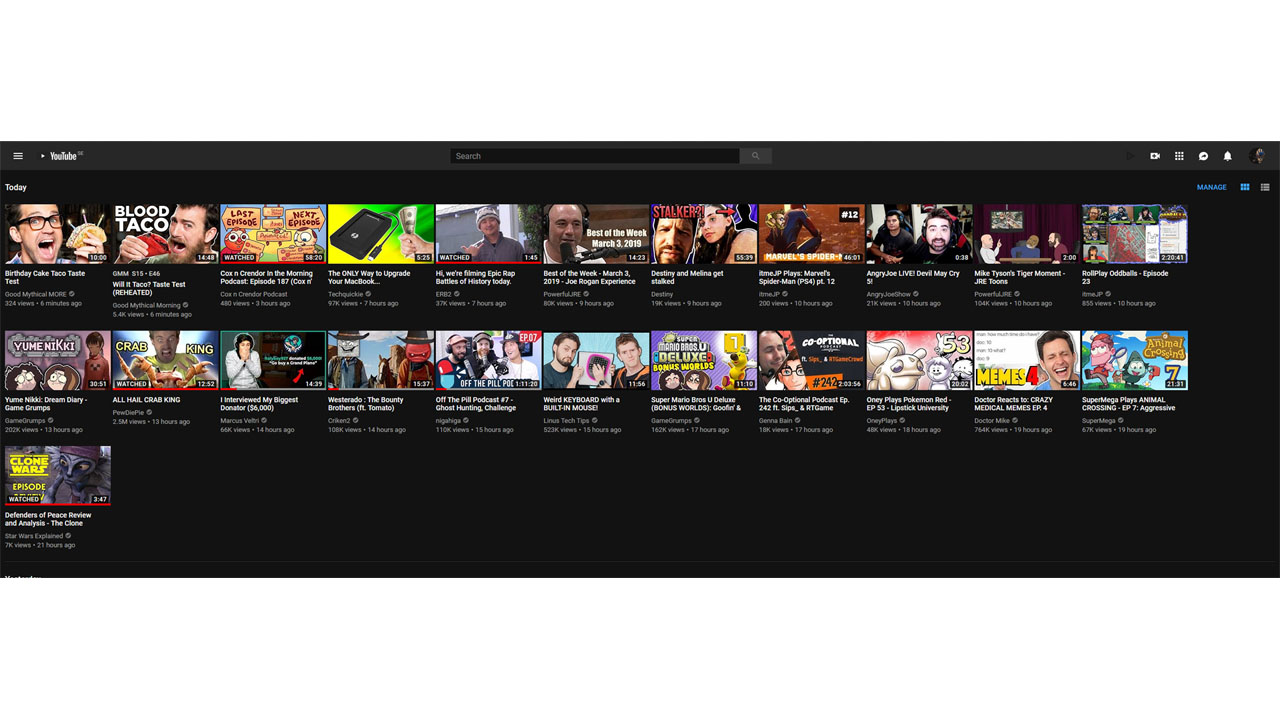 YouTube DE
Search
Today
MANAGE
10:00
BLOOD
TACO
14:48
LAST
EPISODE
NEXT
EPISODE
WATCHED
58:20
5:25
WATCHED
1:45
Best of the Week
March 3, 2019
14:23
STALKER?!
55:39
#12
MARVEL'S SPIDER-M
46:01
0:38
2:00
2:20:41
Birthday Cake Taco Taste
Test
Good Mythical MORE
324 views • 6 minutes ago
GMM S15 • E46
Will It Taco? Taste Test
(REHEATED)
Good Mythical Morning
5.4K views • 6 minutes ago
Cox n Crendor In the Morning
Podcast: Episode 187 (Cox n'
Cox n Crendor Podcast
480 views • 3 hours ago
The ONLY Way to Upgrade
Your MacBook...
Techquickie
97K views • 7 hours ago
Hi, we're filming Epic Rap
Battles of History today.
ERB2
37K views • 7 hours ago
Best of the Week - March 3,
2019 - Joe Rogan Experience
PowerfulJRE
80K views • 9 hours ago
Destiny and Melina get
stalked
Destiny
19K views • 9 hours ago
itmeJP Plays: Marvel's
Spider-Man (PS4) pt. 12
itmeJP
200 views • 10 hours ago
AngryJoe LIVE! Devil May Cry
5!
AngryJoeShow
21K views • 10 hours ago
Mike Tyson's Tiger Moment -
JRE Toons
PowerfulJRE
104K views • 10 hours ago
RollPlay Oddballs - Episode
23
itmeJP
855 views • 10 hours ago
YUME NIKKI
30:51
CRAB
KING
WATCHED
12:52
donated $6,000!
"Go buy a Grand Piano"
14:39
15:37
EP.07
OFF THE PILL POD
1:11:20
11:56
SUPER
MARIO BROS.U
DELUXE
BONUS WORLDS
1
11:10
THE
CO-OPTIONAL
PODCAST
ft. Sips_ & RTGameCrowd
#242
2:03:56
53
20:02
man: how much time do i have?
doc: 10
man: 10 what?
doc: 9
MEMES 4
6:46
Animal
Crossing
7
21:31
Yume Nikki: Dream Diary -
Game Grumps
GameGrumps
202K views • 13 hours ago
ALL HAIL CRAB KING
PewDiePie
2.5M views • 13 hours ago
I Interviewed My Biggest
Donator ($6,000)
Marcus Veltri
66K views • 14 hours ago
Westerado : The Bounty
Brothers (ft. Tomato)
Criken2
108K views • 14 hours ago
Off The Pill Podcast #7 -
Ghost Hunting, Challenge
nigahiga
110K views • 15 hours ago
Weird KEYBOARD with a
BUILT-IN MOUSE!
Linus Tech Tips
523K views • 15 hours ago
Super Mario Bros U Deluxe
(BONUS WORLDS): Goofin' &
GameGrumps
162K views • 17 hours ago
The Co-Optional Podcast Ep.
242 ft. Sips_ & RTGame
Genna Bain
18K views • 17 hours ago
Oney Plays Pokemon Red -
EP 53 - Lipstick University
OneyPlays
48K views • 18 hours ago
Doctor Reacts to: CRAZY
MEDICAL MEMES EP. 4
Doctor Mike
764K views • 19 hours ago
SuperMega Plays ANIMAL
CROSSING - EP 7: Aggressive
SuperMega
67K views • 19 hours ago
CLONE
WARS
EPISODE
REVIEW
WATCHED
3:47
Defenders of Peace Review
and Analysis - The Clone
Star Wars Explained
7K views • 21 hours ago
Yesterday